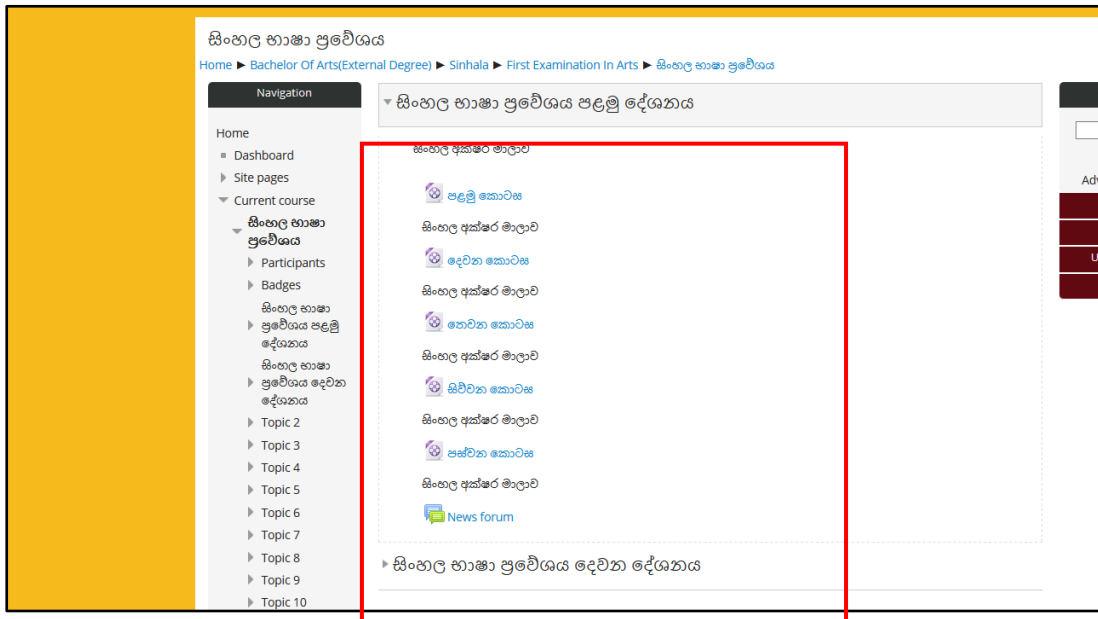 සිංහල භාෂා ප්‍රවේශය
Home ► Bachelor Of Arts(External Degree) ► Sinhala ► First Examination In Arts ► සිංහල භාෂා ප්‍රවේශය
Navigation
Home
Dashboard
Site pages
Current course
සිංහල භාෂා
ප්‍රවේශය
Participants
Badges
සිංහල භාෂා
ප්‍රවේශය පළමු
දේශනය
සිංහල භාෂා
ප්‍රවේශය දෙවන
දේශනය
Topic 2
Topic 3
Topic 4
Topic 5
Topic 6
Topic 7
Topic 8
Topic 9
Topic 10
සිංහල භාෂා ප්‍රවේශය පළමු දේශනය
සිංහල අක්ෂර මාලාව
පළමු කොටස
සිංහල අක්ෂර මාලාව
දෙවන කොටස
සිංහල අක්ෂර මාලාව
තෙවන කොටස
සිංහල අක්ෂර මාලාව
සිව්වන කොටස
සිංහල අක්ෂර මාලාව
පස්වන කොටස
සිංහල අක්ෂර මාලාව
News forum
සිංහල භාෂා ප්‍රවේශය දෙවන දේශනය